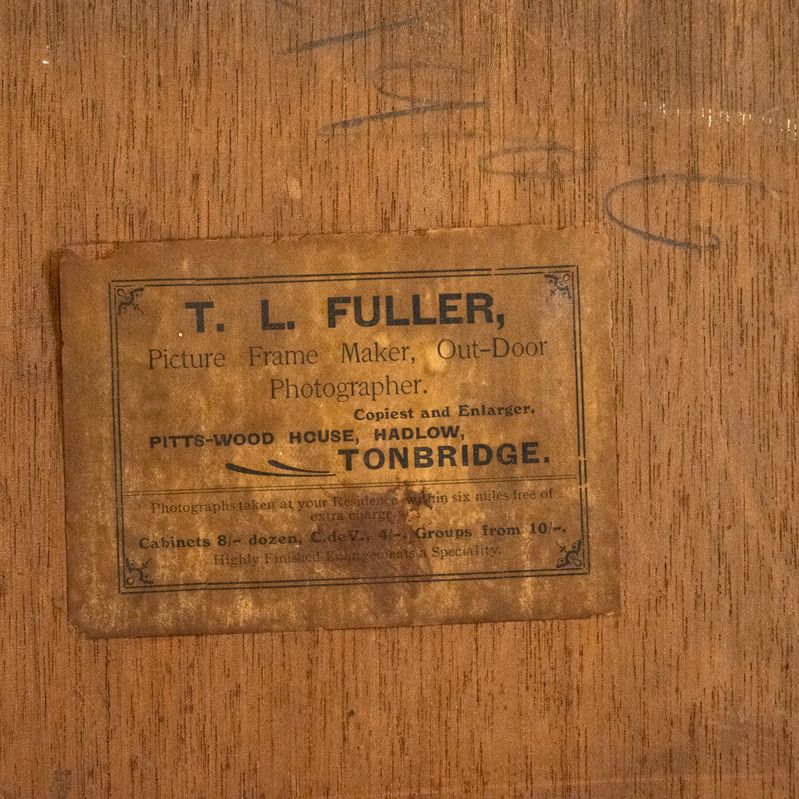 T. L. FULLER,
Picture Frame Maker, Out-Door
Photographer.
Copiest and Enlarger.
PITTS-WOOD HOUSE, HADLOW,
TONBRIDGE.
Photographs taken at your Residence within six miles free of
extra charge.
Cabinets 8/- dozen, C.deV., 4/-, Groups from 10/-.
Highly Finished Enlargements a Speciality.